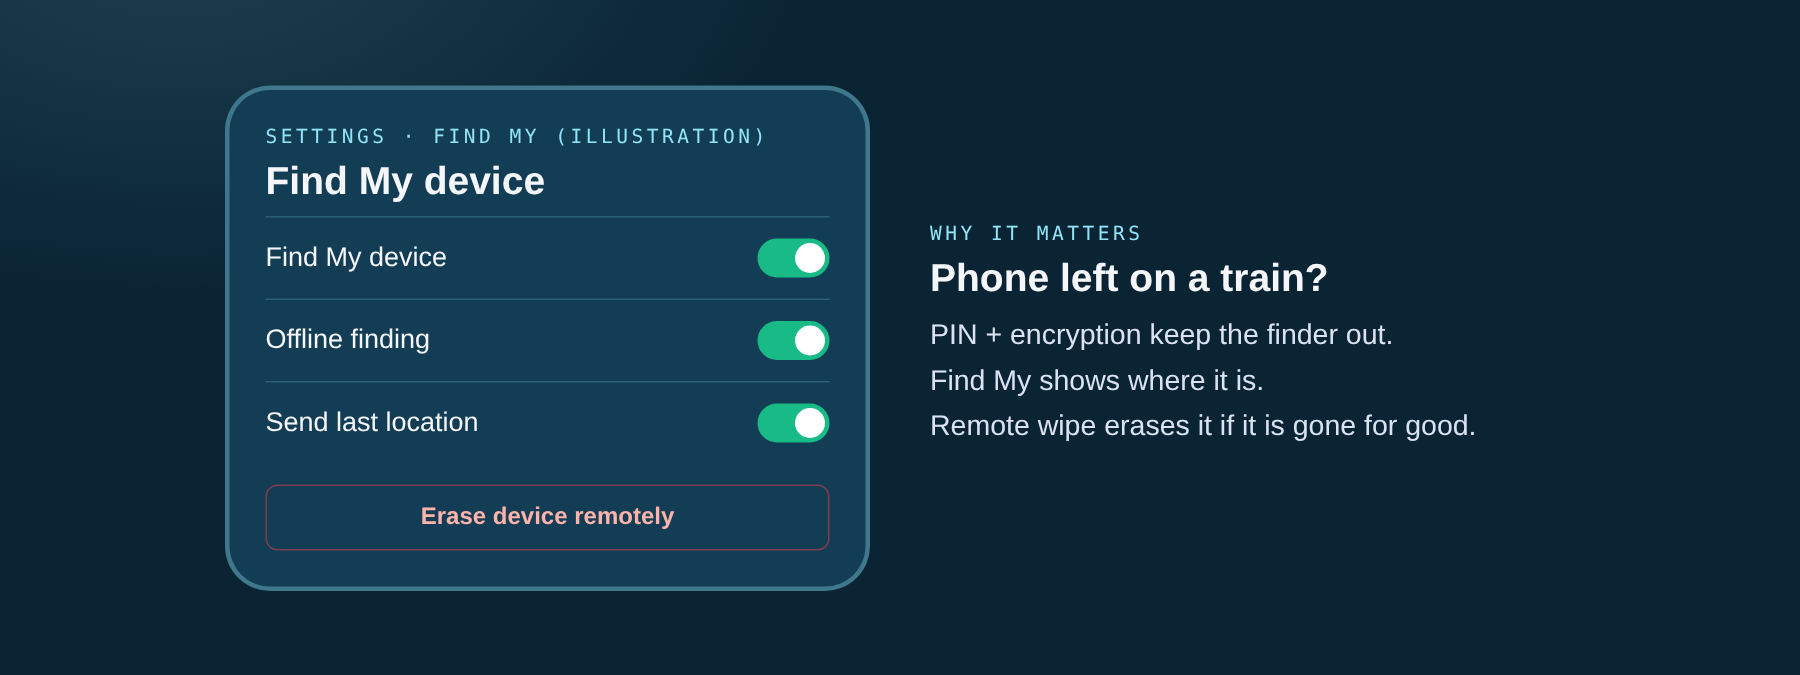 SETTINGS · FIND MY (ILLUSTRATION)
Find My device
Find My device
Offline finding
Send last location
Erase device remotely
WHY IT MATTERS
Phone left on a train?
PIN + encryption keep the finder out.
Find My shows where it is.
Remote wipe erases it if it is gone for good.